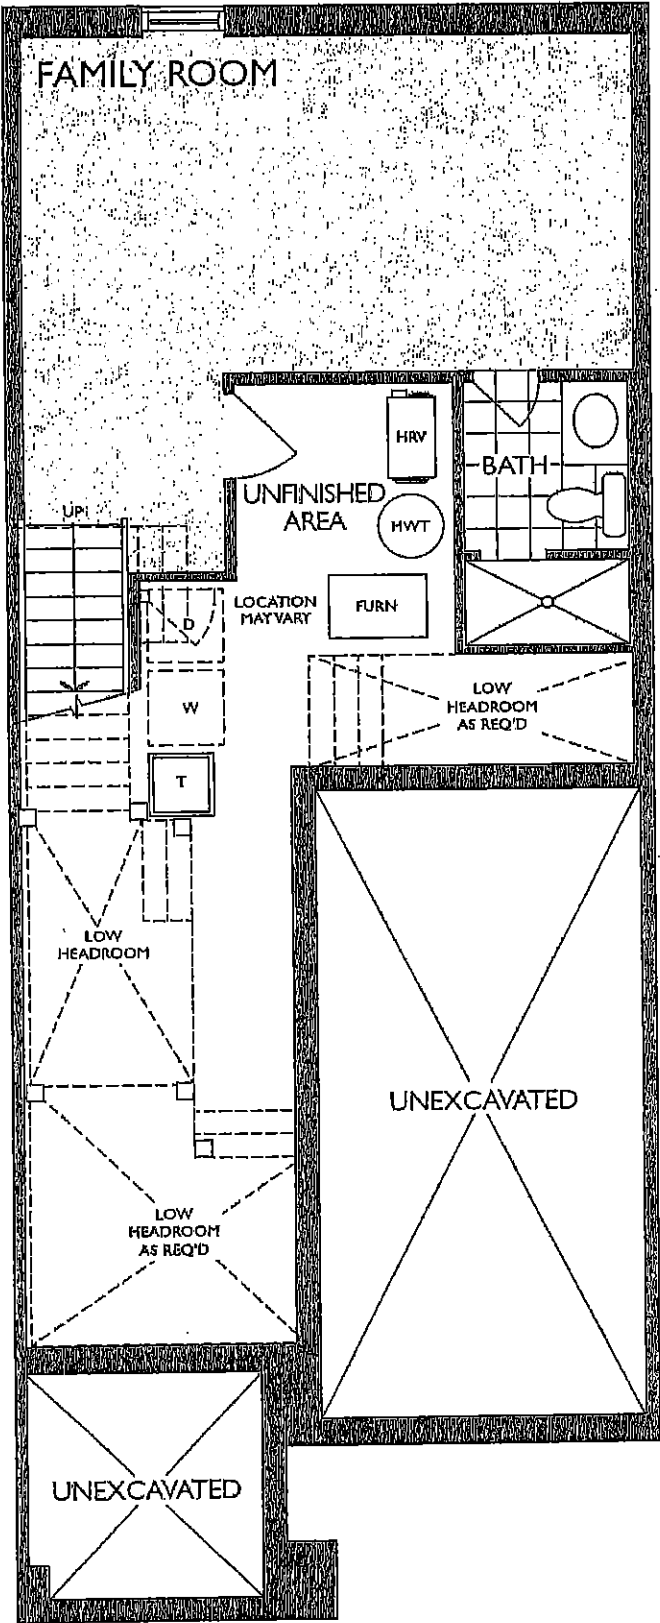 FAMILY ROOM
HRV
BATH
UNFINISHED
AREA
HWT
UP
LOCATION
MAY VARY
FURN
D
W
LOW
HEADROOM
AS REQ'D
T
LOW
HEADROOM
UNEXCAVATED
LOW
HEADROOM
AS REQ'D
UNEXCAVATED